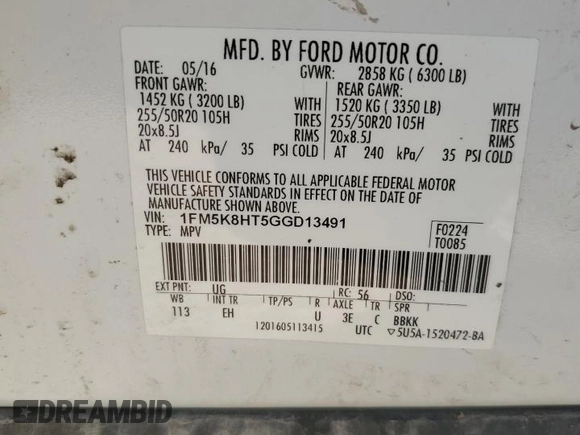 MFD. BY FORD MOTOR CO.
DATE: 05/16 GVWR: 2858 KG ( 6300 LB)
FRONT GAWR: REAR GAWR:
1452 KG ( 3200 LB) WITH 1520 KG ( 3350 LB) WITH
255/50R20 105H TIRES 255/50R20 105H TIRES
20x8.5J RIMS 20x8.5J RIMS
AT 240 kPa/ 35 PSI COLD AT 240 kPa/ 35 PSI COLD
THIS VEHICLE CONFORMS TO ALL APPLICABLE FEDERAL MOTOR
VEHICLE SAFETY STANDARDS IN EFFECT ON THE DATE OF
MANUFACTURE SHOWN ABOVE.
VIN: 1FM5K8HT5GGD13491 F0224
TYPE: MPV T0085
EXT PNT: UG RC: 56 DSO:
WB INT TR TP/PS R AXLE TR SPR
113 EH U 3E C BBKK
1201605113415 UTC ▽5U5A-1520472-BA
DREAMBID